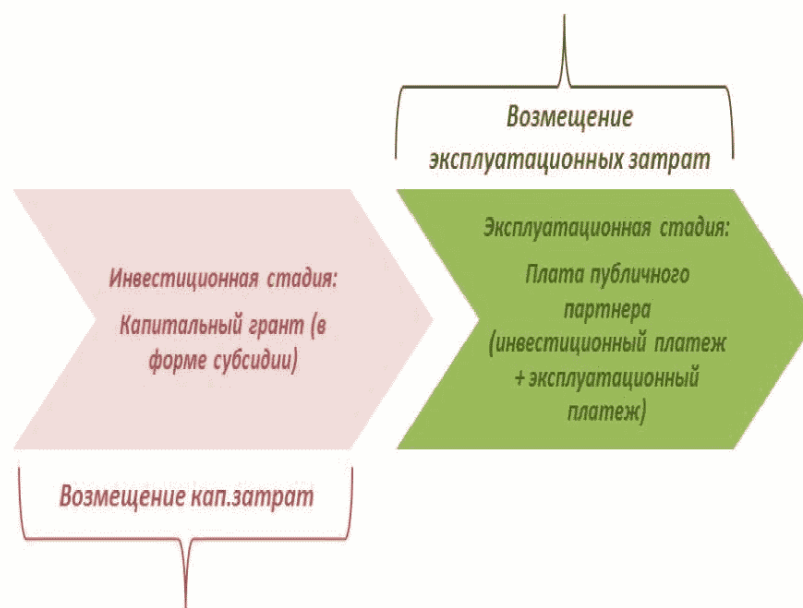 Возмещение
эксплуатационных затрат
Инвестиционная стадия:
Капитальный грант (в
форме субсидии)
Эксплуатационная стадия:
Плата публичного
партнера
(инвестиционный платеж
+ эксплуатационный
платеж)
Возмещение кап.затрат